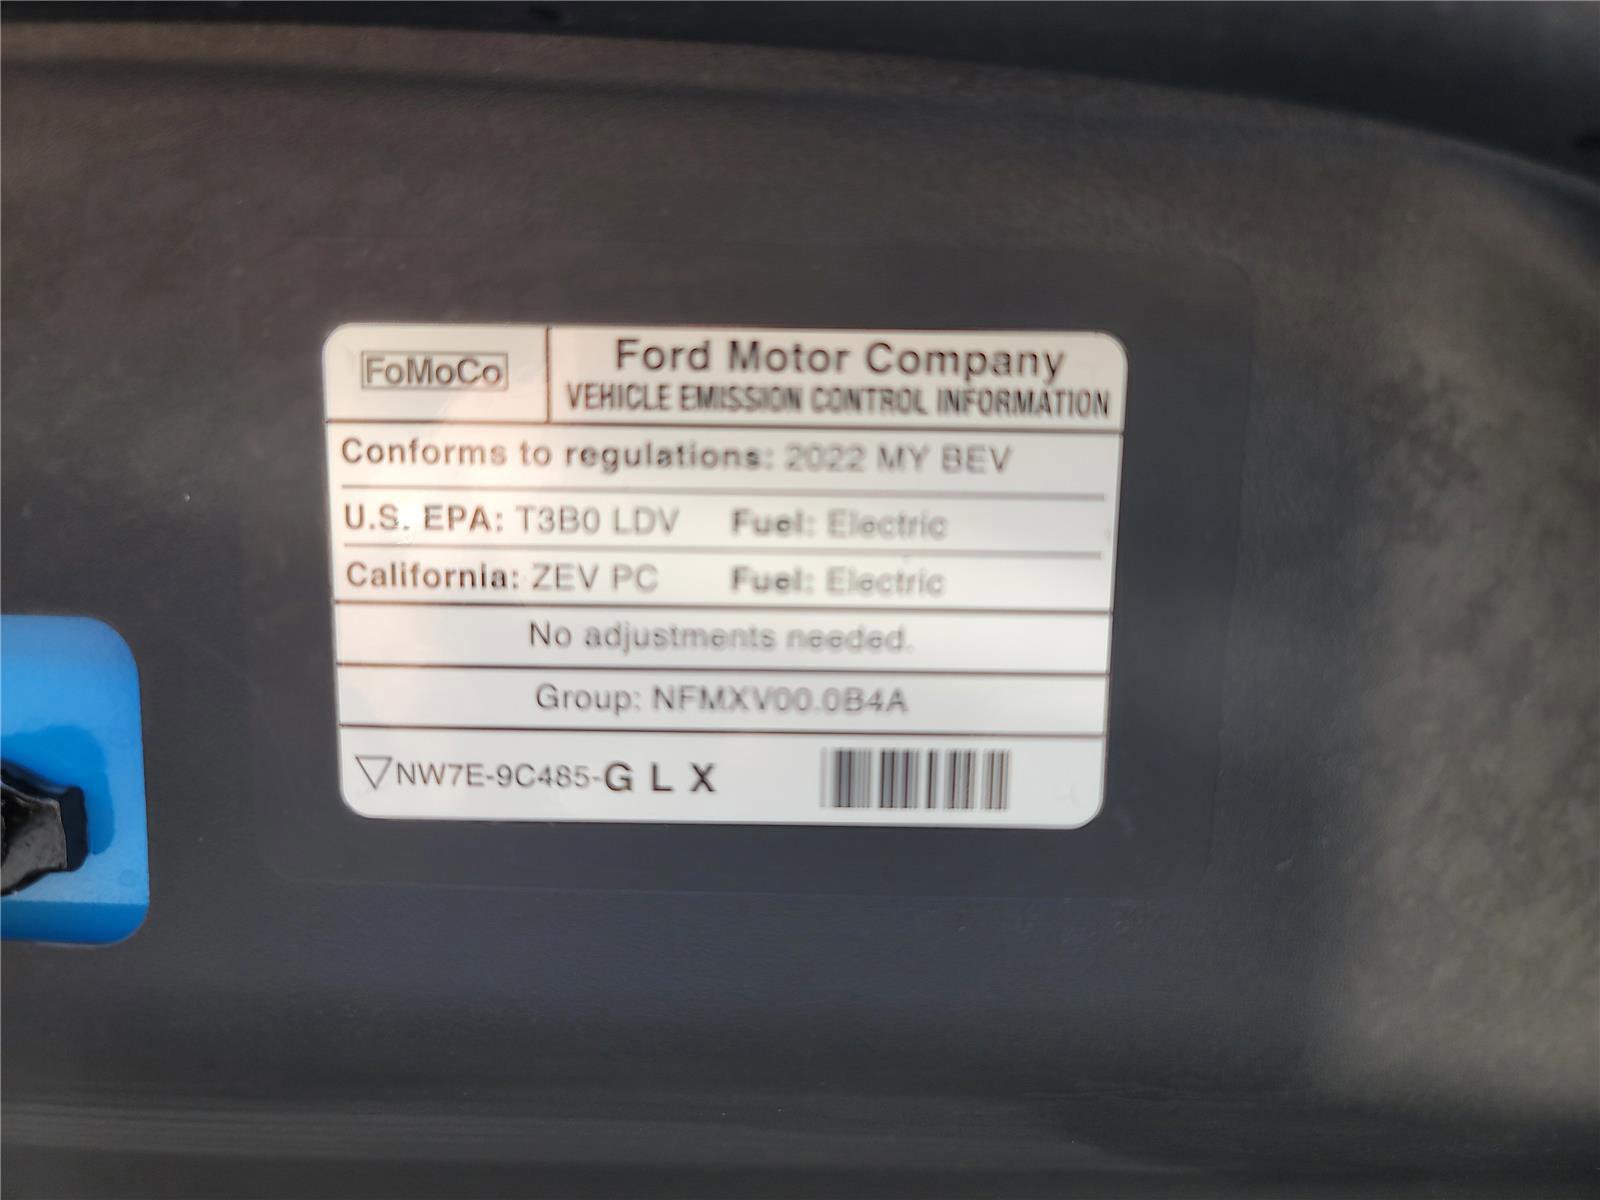 FoMoCo
Ford Motor Company
VEHICLE EMISSION CONTROL INFORMATION
Conforms to regulations: 2022 MY BEV
U.S. EPA: T3B0 LDV Fuel: Electric
California: ZEV PC Fuel: Electric
No adjustments needed.
Group: NFMXV00.0B4A
NW7E-9C485-G L X